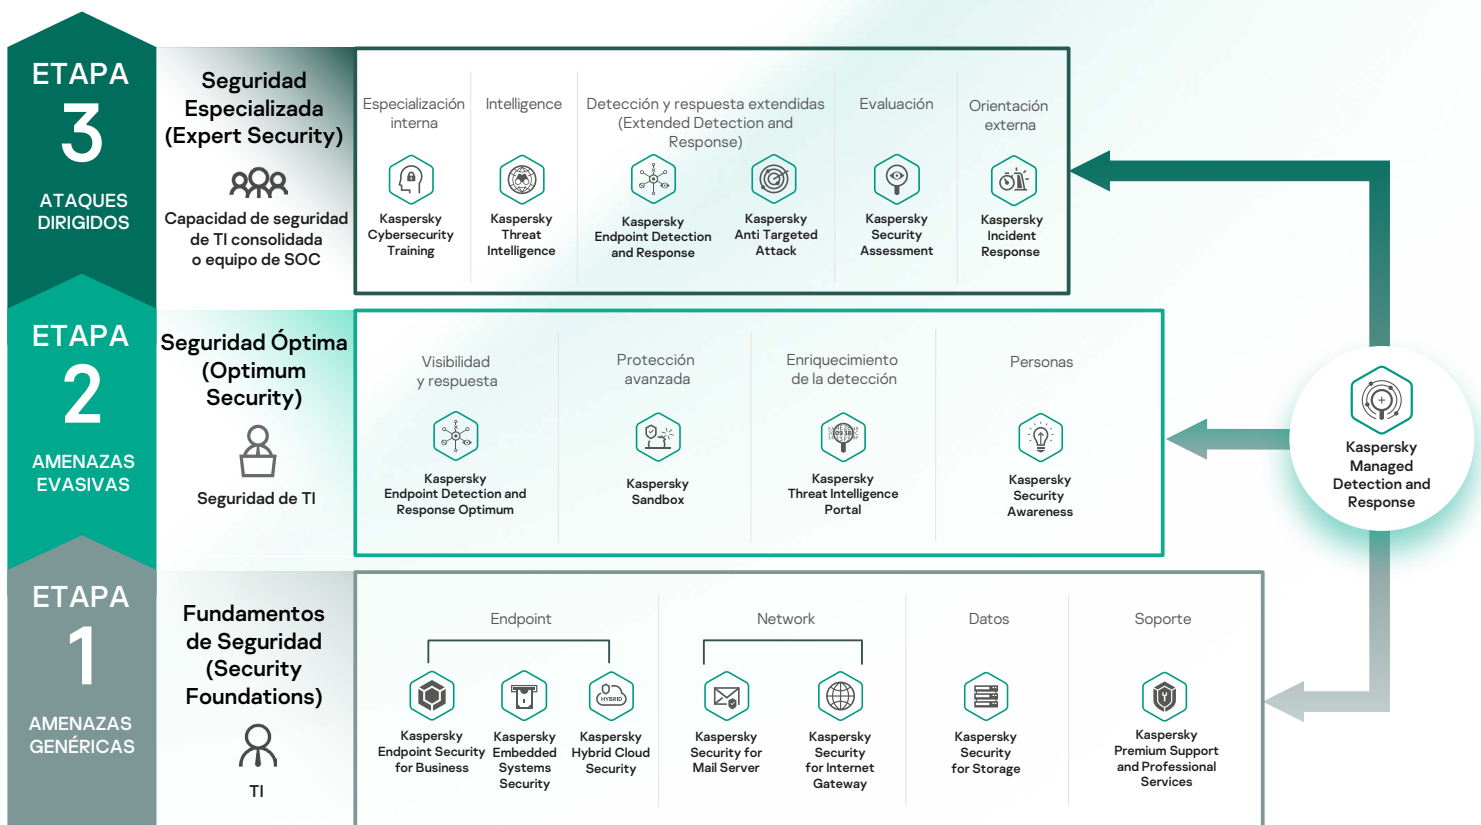 ETAPA
3
ATAQUES
DIRIGIDOS
Seguridad
Especializada
(Expert Security)
Capacidad de seguridad
de TI consolidada
o equipo de SOC
Especialización
interna
Kaspersky
Cybersecurity
Training
Intelligence
Kaspersky
Threat
Intelligence
Detección y respuesta extendidas
(Extended Detection and
Response)
Kaspersky
Endpoint Detection
and Response
Kaspersky
Anti Targeted
Attack
Evaluación
Kaspersky
Security
Assessment
Orientación
externa
Kaspersky
Incident
Response
ETAPA
2
AMENAZAS
EVASIVAS
Seguridad Óptima
(Optimum
Security)
Seguridad de TI
Visibilidad
y respuesta
Kaspersky
Endpoint Detection and
Response Optimum
Protección
avanzada
Kaspersky
Sandbox
Enriquecimiento
de la detección
Kaspersky
Threat Intelligence
Portal
Personas
Kaspersky
Security
Awareness
Kaspersky
Managed
Detection and
Response
ETAPA
1
AMENAZAS
GENÉRICAS
Fundamentos
de Seguridad
(Security
Foundations)
TI
Endpoint
Kaspersky
Endpoint Security
for Business
Kaspersky
Embedded
Systems
Security
HYBRID
Kaspersky
Hybrid Cloud
Security
Network
Kaspersky
Security for
Mail Server
Kaspersky
Security
for Internet
Gateway
Datos
Kaspersky
Security
for Storage
Soporte
Kaspersky
Premium Support
and Professional
Services